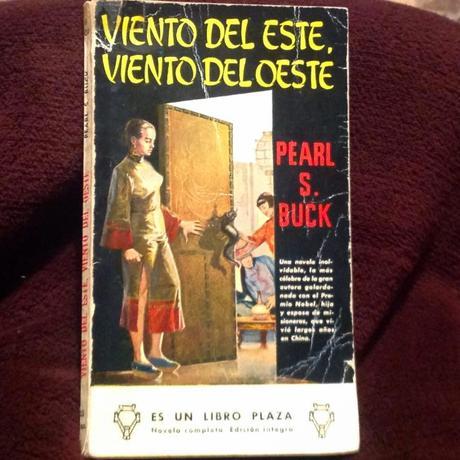 VIENTO DEL ESTE,
VIENTO DEL OESTE
PEARL
S.
BUCK
Una novela inol-
vidable, la más
célebre de la gran
autora galardo-
nada con el Pre-
mio Nobel, hija
y esposa de mi-
sioneros, que vi-
vió largos años
en China.
ES UN LIBRO PLAZA
Novela completa. Edición íntegra
VIENTO DEL ESTE, VIENTO DEL OESTE PEARL S. BUCK